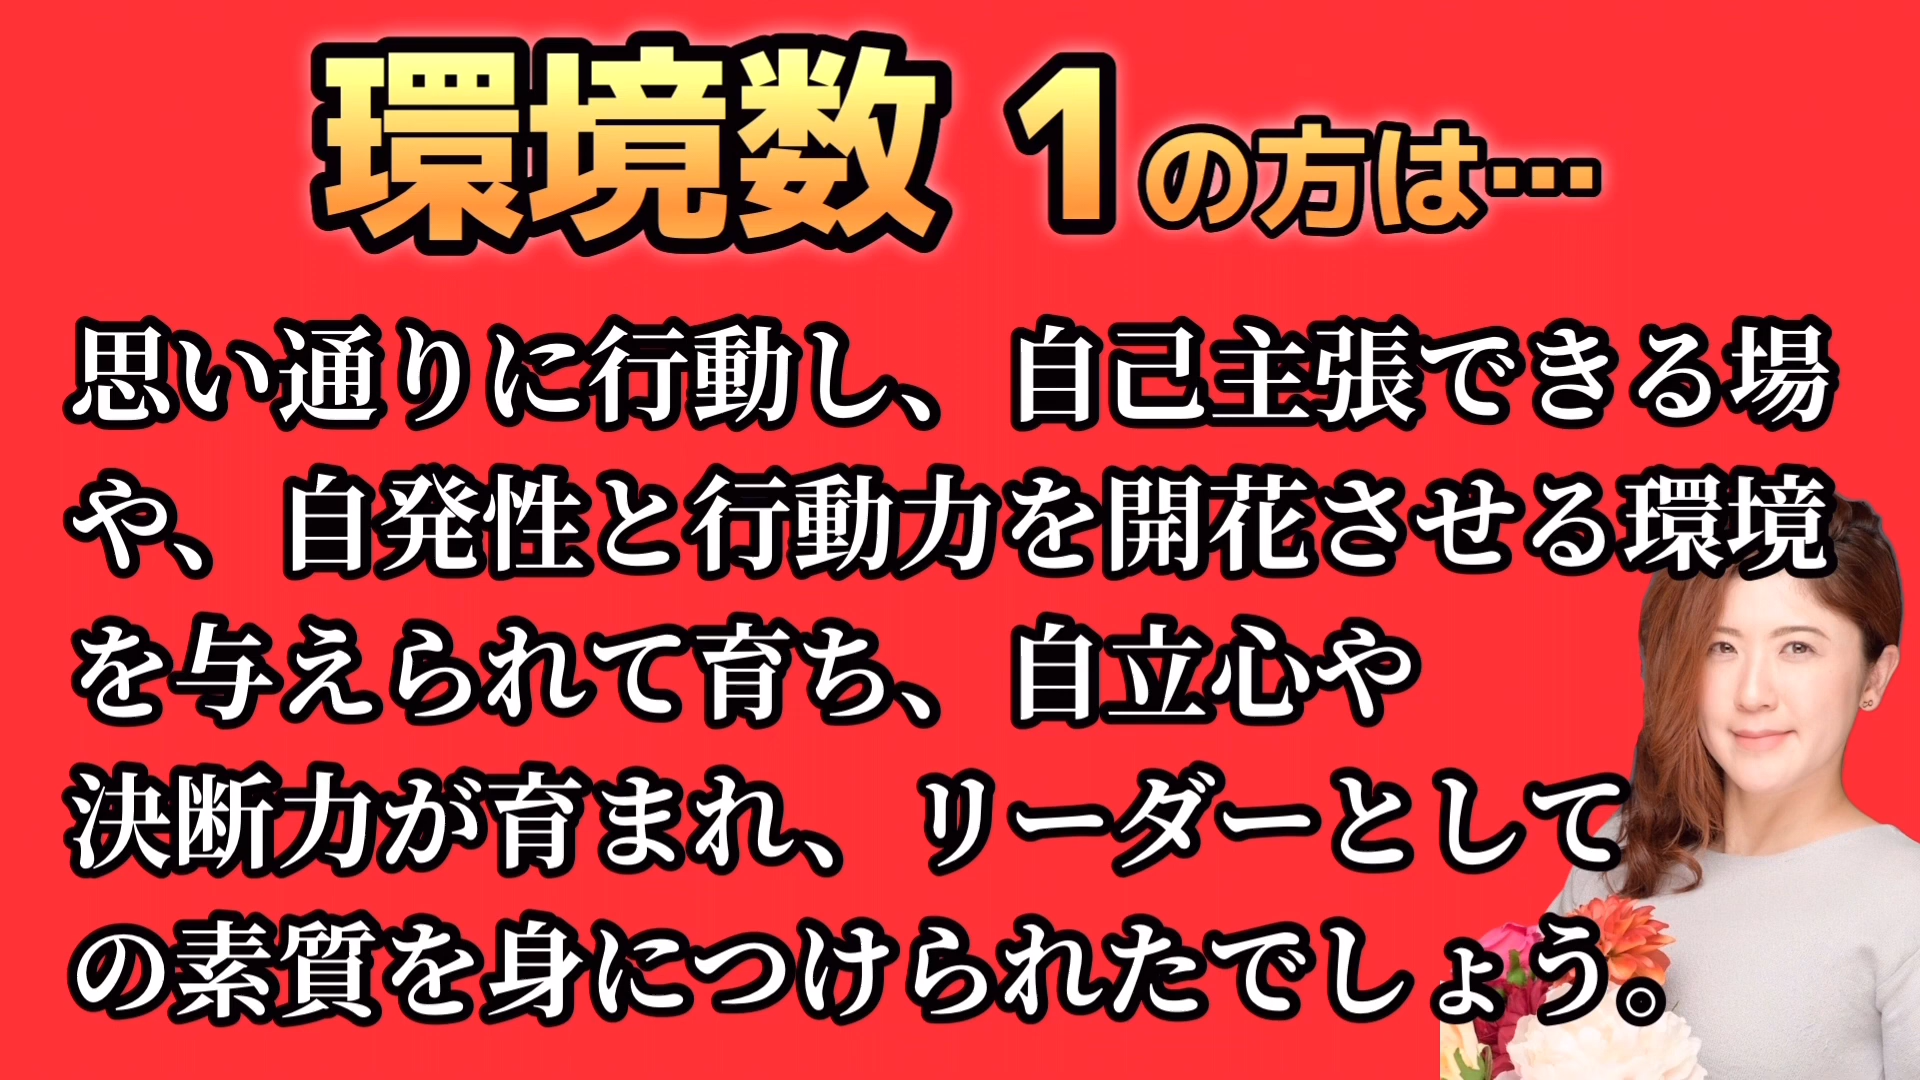 環境数1の方は…
思い通りに行動し、自己主張できる場
や、自発性と行動力を開花させる環境
を与えられて育ち、自立心や
決断力が育まれ、リーダーとして
の素質を身につけられたでしょう。